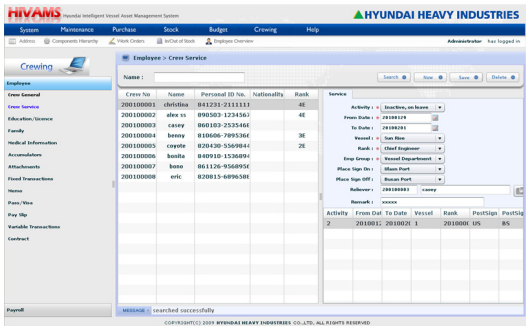 HIVAMS Hyundai Intelligent Vessel Asset Management System
HYUNDAI HEAVY INDUSTRIES
System Maintenance Purchase Stock Budget Crewing Help
Address Components Hierarchy Work Orders In/Out of Stock Employee Overview Administrator has logged in
Crewing
Employee
Crew General
Crew Service
Education/Licence
Family
Medical Information
Accumulators
Attachments
Fixed Transactions
Memo
Pass/Visa
Pay Slip
Variable Transactions
Contract
Payroll
Employee > Crew Service
Name :
Search New Save Delete
Crew No Name Personal ID No. Nationality Rank
200100001 christina 841231-2111111 4E
200100002 alex ss 890503-1234567 4E
200100003 casey 860103-253546
200100004 benny 810606-789536 3E
200100005 coyote 820430-556984 2E
200100006 bonita 840910-153689
200100007 bono 861126-956895
200100008 eric 820815-689658
Service
Activity : Inactive, on leave
From Date : 20100120
To Date : 20100201
Vessel : Sun Rise
Rank : Chief Engineer
Emp Group : Vessel Department
Place Sign On : Ulsan Port
Place Sign Off : Busan Port
Reliever : 200100003 casey
Remark : xxxxx
Activity From Dat To Date Vessel Rank PostSign PostSig
2 201001 201002 1 201000 US BS
MESSAGE : searched successfully
COPYRIGHT(C) 2009 HYUNDAI HEAVY INDUSTRIES CO.,LTD, ALL RIGHTS RESERVED